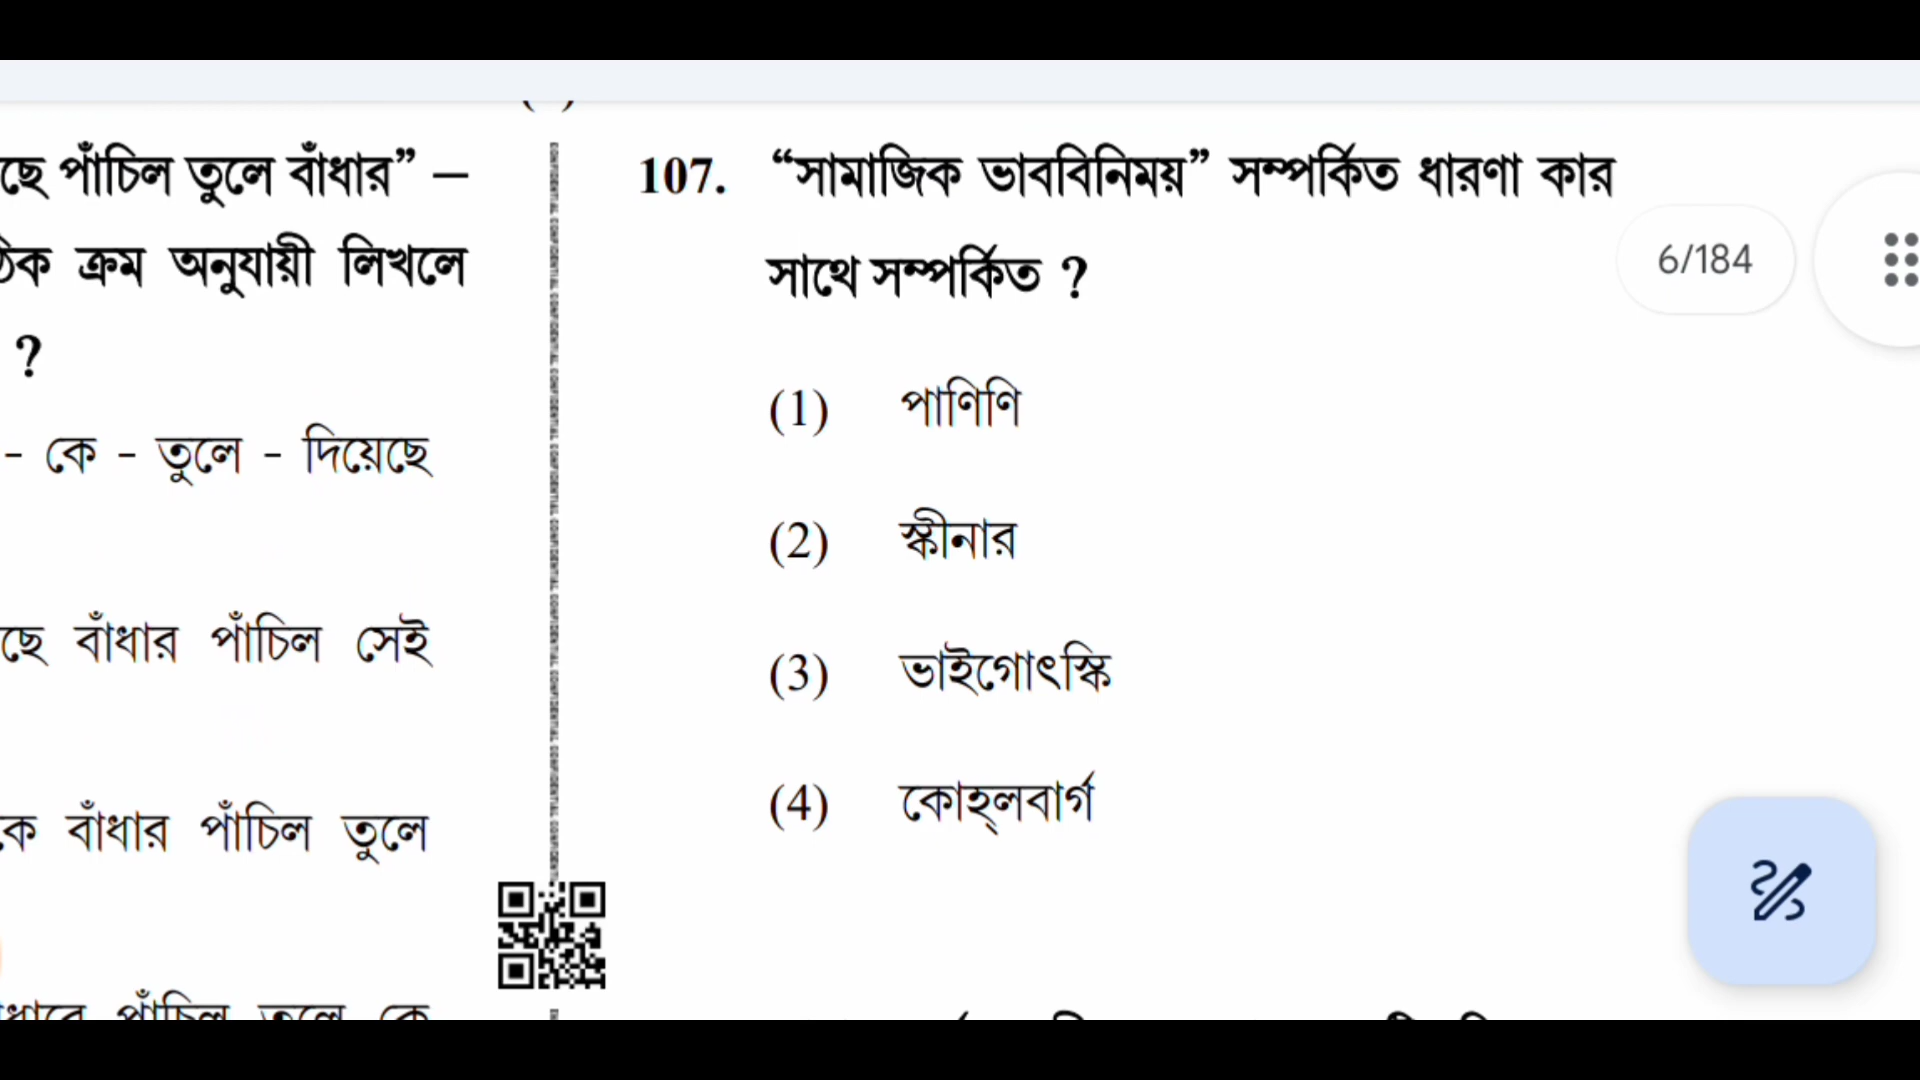 ছে পাঁচিল তুলে বাঁধার” –
ঠিক ক্রম অনুযায়ী লিখলে
?
- কে - তুলে - দিয়েছে
ছে বাঁধার পাঁচিল সেই
কে বাঁধার পাঁচিল তুলে
107. “সামাজিক ভাববিনিময়” সম্পর্কিত ধারণা কার
সাথে সম্পর্কিত ?
(1) পাণিণি
(2) স্কীনার
(3) ভাইগোৎস্কি
(4) কোহ্‌লবার্গ
6/184